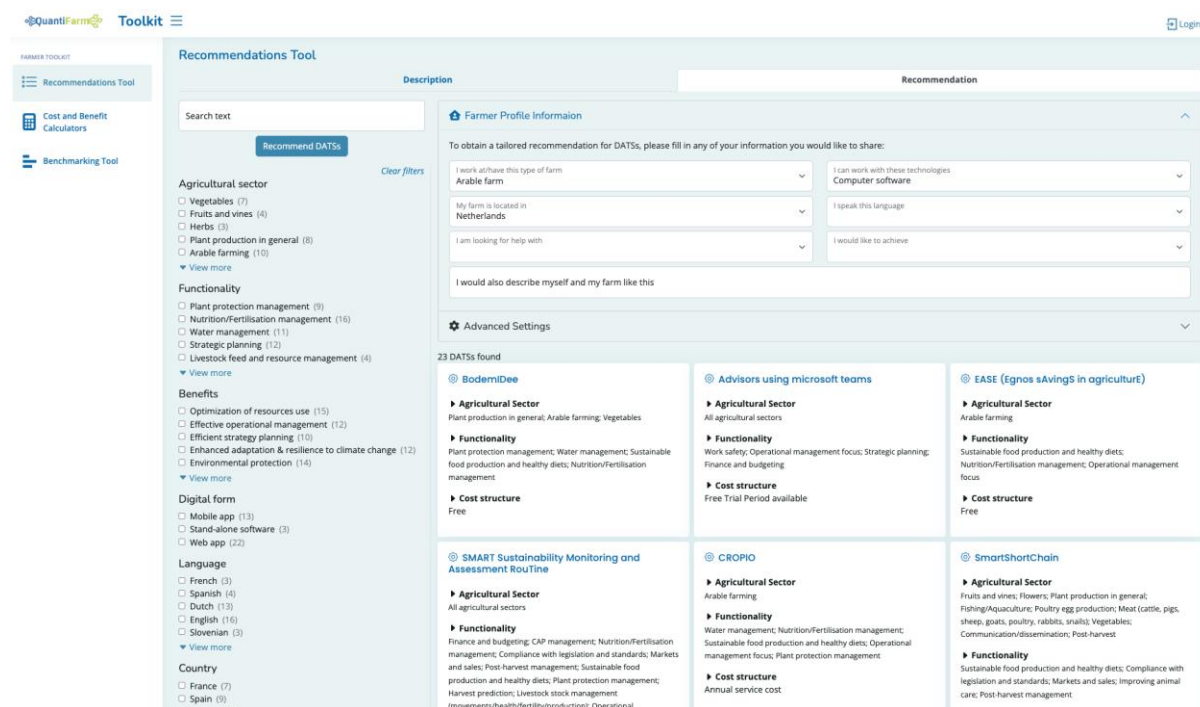 QuantiFarm Toolkit
Login
FARMER TOOLKIT
Recommendations Tool
Cost and Benefit
Calculators
Benchmarking Tool
Recommendations Tool
Description
Recommendation
Search text
Recommend DATSs
Clear filters
Agricultural sector
Vegetables (7)
Fruits and vines (4)
Herbs (3)
Plant production in general (8)
Arable farming (10)
View more
Functionality
Plant protection management (9)
Nutrition/Fertilisation management (16)
Water management (11)
Strategic planning (12)
Livestock feed and resource management (4)
View more
Benefits
Optimization of resources use (15)
Effective operational management (12)
Efficient strategy planning (10)
Enhanced adaptation & resilience to climate change (12)
Environmental protection (14)
View more
Digital form
Mobile app (13)
Stand-alone software (3)
Web app (22)
Language
French (3)
Spanish (4)
Dutch (13)
English (16)
Slovenian (3)
View more
Country
France (7)
Spain (9)
Farmer Profile Informaion
To obtain a tailored recommendation for DATSs, please fill in any of your information you would like to share:
I work at/have this type of farm
Arable farm
I can work with these technologies
Computer software
My farm is located in
Netherlands
I speak this language
I am looking for help with
I would like to achieve
I would also describe myself and my farm like this
Advanced Settings
23 DATSs found
BodemIDee
Agricultural Sector
Plant production in general; Arable farming; Vegetables
Functionality
Plant protection management; Water management; Sustainable
food production and healthy diets; Nutrition/Fertilisation
management
Cost structure
Free
Advisors using microsoft teams
Agricultural Sector
All agricultural sectors
Functionality
Work safety; Operational management focus; Strategic planning;
Finance and budgeting
Cost structure
Free Trial Period available
EASE (Egnos sAvingS in agriculturE)
Agricultural Sector
Arable farming
Functionality
Sustainable food production and healthy diets;
Nutrition/Fertilisation management; Operational management
focus
Cost structure
Free
SMART Sustainability Monitoring and
Assessment RouTine
Agricultural Sector
All agricultural sectors
Functionality
Finance and budgeting; CAP management; Nutrition/Fertilisation
management; Compliance with legislation and standards; Markets
and sales; Post-harvest management; Sustainable food
production and healthy diets; Plant protection management;
Harvest prediction; Livestock stock management
(movements/health/fertility/production); Operational
CROPIO
Agricultural Sector
Arable farming
Functionality
Water management; Nutrition/Fertilisation management;
Sustainable food production and healthy diets; Operational
management focus; Plant protection management
Cost structure
Annual service cost
SmartShortChain
Agricultural Sector
Fruits and vines; Flowers; Plant production in general;
Fishing/Aquaculture; Poultry egg production; Meat (cattle, pigs,
sheep, goats, poultry, rabbits, snails); Vegetables;
Communication/dissemination; Post-harvest
Functionality
Sustainable food production and healthy diets; Compliance with
legislation and standards; Markets and sales; Improving animal
care; Post-harvest management